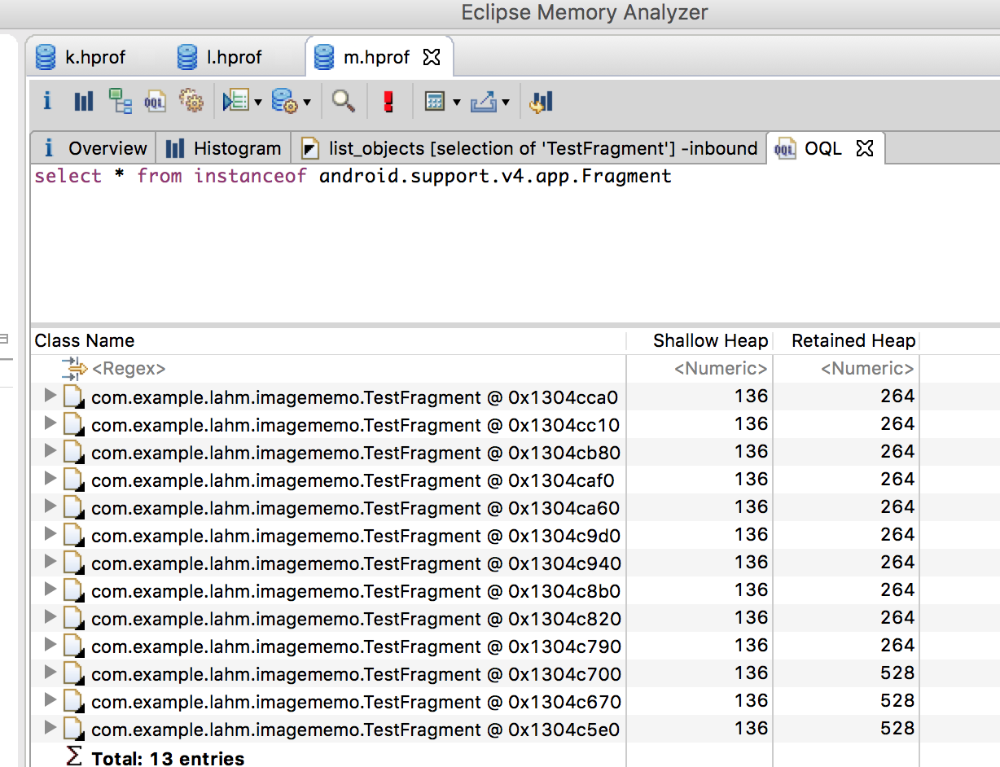 Eclipse Memory Analyzer
k.hprof l.hprof m.hprof
OQL
i Overview Histogram list_objects [selection of 'TestFragment'] -inbound OQL OQL
select * from instanceof android.support.v4.app.Fragment
Class Name Shallow Heap Retained Heap
<Regex> <Numeric> <Numeric>
com.example.lahm.imagememo.TestFragment @ 0x1304cca0 136 264
com.example.lahm.imagememo.TestFragment @ 0x1304cc10 136 264
com.example.lahm.imagememo.TestFragment @ 0x1304cb80 136 264
com.example.lahm.imagememo.TestFragment @ 0x1304caf0 136 264
com.example.lahm.imagememo.TestFragment @ 0x1304ca60 136 264
com.example.lahm.imagememo.TestFragment @ 0x1304c9d0 136 264
com.example.lahm.imagememo.TestFragment @ 0x1304c940 136 264
com.example.lahm.imagememo.TestFragment @ 0x1304c8b0 136 264
com.example.lahm.imagememo.TestFragment @ 0x1304c820 136 264
com.example.lahm.imagememo.TestFragment @ 0x1304c790 136 264
com.example.lahm.imagememo.TestFragment @ 0x1304c700 136 528
com.example.lahm.imagememo.TestFragment @ 0x1304c670 136 528
com.example.lahm.imagememo.TestFragment @ 0x1304c5e0 136 528
Σ Total: 13 entries